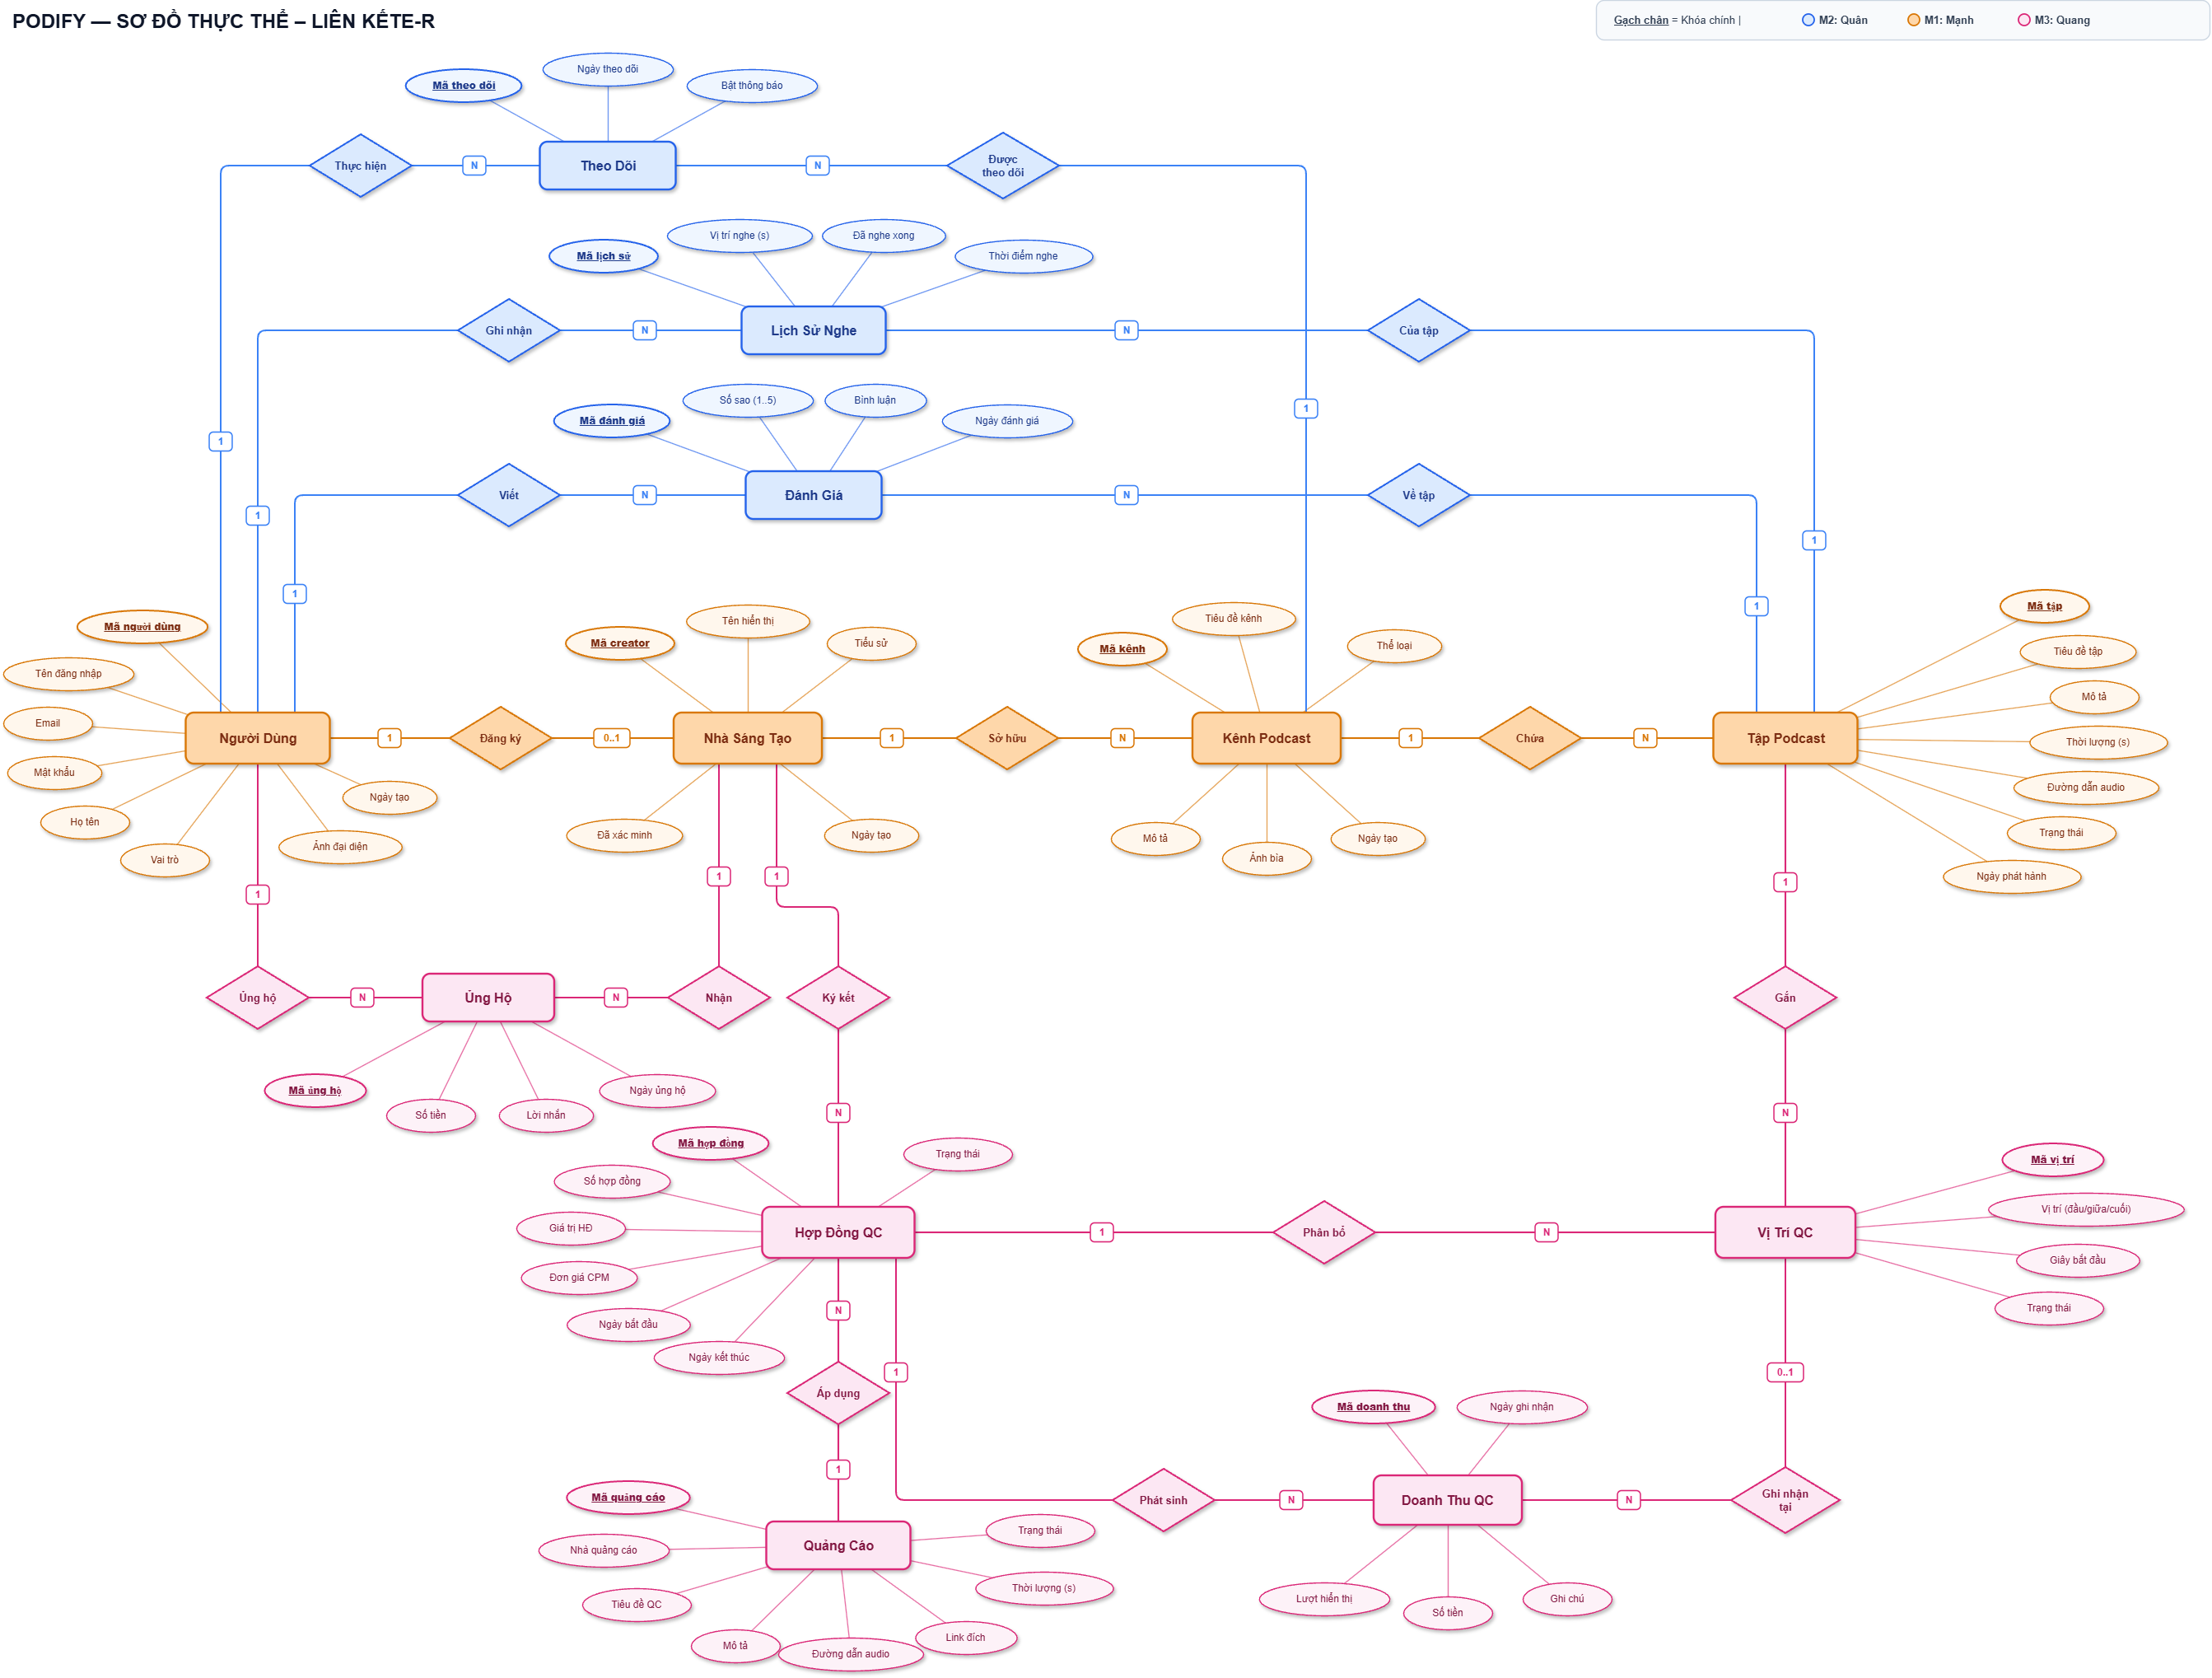 PODIFY — SƠ ĐỒ THỰC THỂ – LIÊN KẾTE-R
Gạch chân = Khóa chính |
M2: Quân
M1: Mạnh
M3: Quang
Ngày theo dõi
Mã theo dõi
Bật thông báo
Thực hiện
N
Theo Dõi
N
Được
theo dõi
Vị trí nghe (s)
Đã nghe xong
Mã lịch sử
Thời điểm nghe
Ghi nhận
N
Lịch Sử Nghe
N
Của tập
Số sao (1..5)
Bình luận
1
Mã đánh giá
Ngày đánh giá
1
Viết
N
Đánh Giá
N
Về tập
1
1
1
1
Mã người dùng
Tên hiển thị
Tiêu đề kênh
Mã tập
Mã creator
Tiểu sử
Mã kênh
Thể loại
Tiêu đề tập
Tên đăng nhập
Mô tả
Email
Người Dùng
1
Đăng ký
0..1
Nhà Sáng Tạo
1
Sở hữu
N
Kênh Podcast
1
Chứa
N
Tập Podcast
Thời lượng (s)
Mật khẩu
Đường dẫn audio
Ngày tạo
Họ tên
Đã xác minh
Ngày tạo
Mô tả
Ngày tạo
Trạng thái
Ảnh đại diện
Vai trò
Ảnh bìa
Ngày phát hành
1
1
1
1
Ủng hộ
N
Ủng Hộ
N
Nhận
Ký kết
Gắn
Mã ủng hộ
Ngày ủng hộ
Số tiền
Lời nhắn
N
N
Mã hợp đồng
Trạng thái
Mã vị trí
Số hợp đồng
Vị trí (đầu/giữa/cuối)
Giá trị HĐ
Hợp Đồng QC
1
Phân bổ
N
Vị Trí QC
Giây bắt đầu
Đơn giá CPM
Trạng thái
Ngày bắt đầu
N
Ngày kết thúc
1
0..1
Áp dụng
Mã doanh thu
Ngày ghi nhận
1
Mã quảng cáo
Phát sinh
N
Doanh Thu QC
N
Ghi nhận
tại
Trạng thái
Nhà quảng cáo
Quảng Cáo
Thời lượng (s)
Tiêu đề QC
Lượt hiển thị
Số tiền
Ghi chú
Mô tả
Đường dẫn audio
Link đích